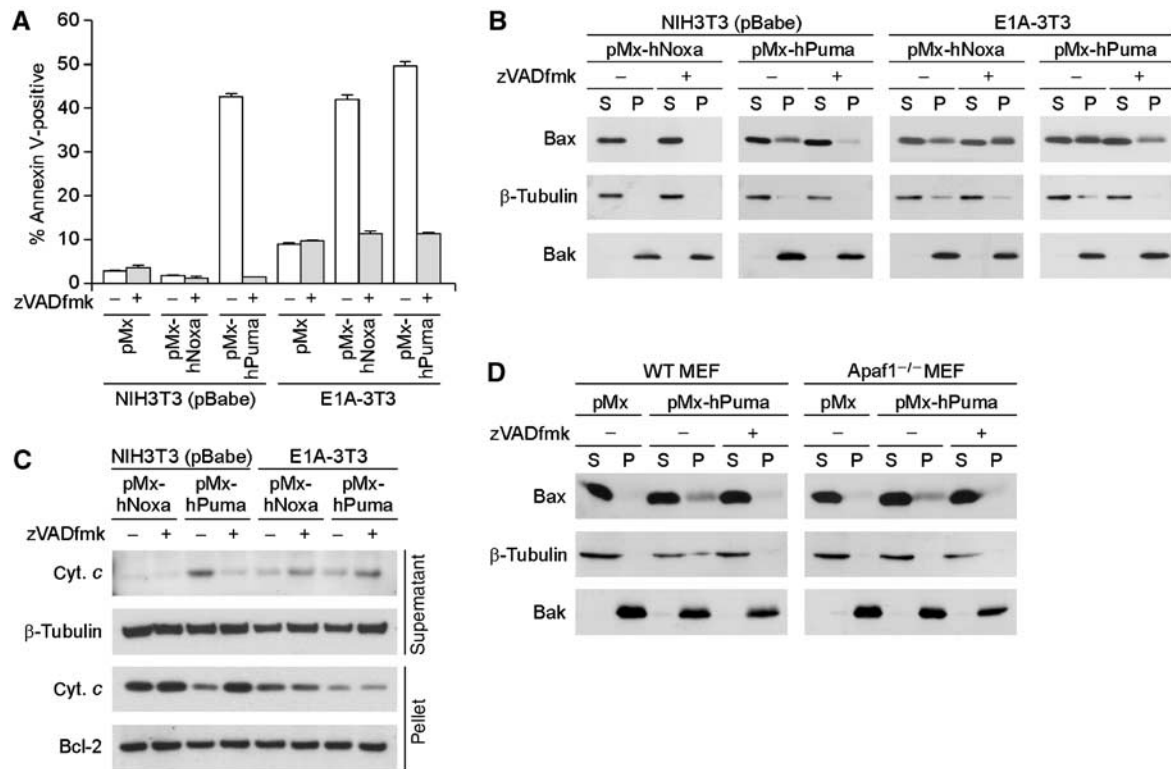 A
% Annexin V-positive
60
50
40
30
20
10
0
zVADfmk – + – + – + – + – + – +
pMx
pMx-hNoxa
pMx-hPuma
pMx
pMx-hNoxa
pMx-hPuma
NIH3T3 (pBabe) E1A-3T3
B
NIH3T3 (pBabe) E1A-3T3
pMx-hNoxa pMx-hPuma pMx-hNoxa pMx-hPuma
zVADfmk – + – + – + – +
S P S P S P S P S P S P S P S P
Bax
β-Tubulin
Bak
C
NIH3T3 (pBabe) E1A-3T3
pMx-hNoxa pMx-hPuma pMx-hNoxa pMx-hPuma
zVADfmk – + – + – + – +
Cyt. c
β-Tubulin
Supernatant
Cyt. c
Bcl-2
Pellet
D
WT MEF Apaf1–/– MEF
pMx pMx-hPuma pMx pMx-hPuma
zVADfmk – – + – – +
S P S P S P S P S P S P
Bax
β-Tubulin
Bak